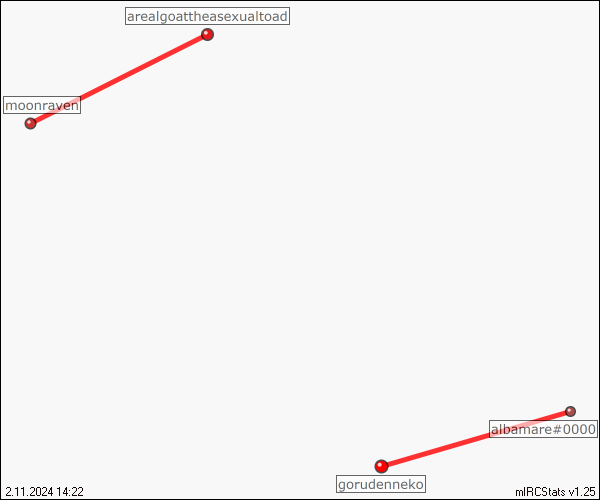 arealgoattheasexualtoad
moonraven
albamare#0000
gorudenneko
2.11.2024 14:22
mIRCStats v1.25